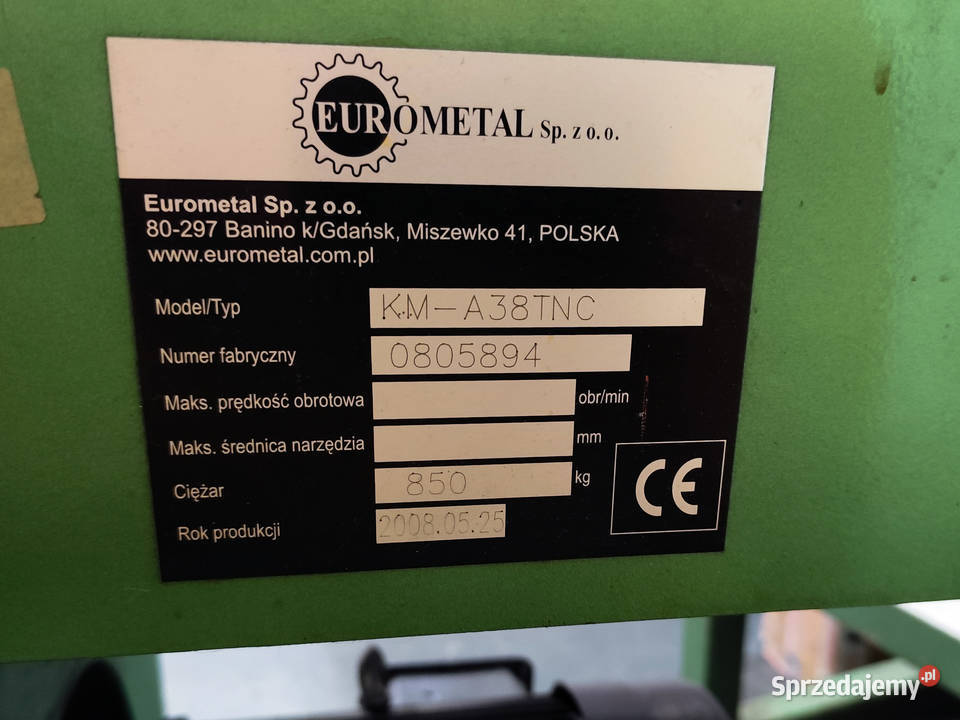 EUROMETAL Sp. z o.o.
Eurometal Sp. z o.o.
80-297 Banino k/Gdańsk, Miszewko 41, POLSKA
www.eurometal.com.pl
Model/Typ KM-A38TNC
Numer fabryczny 0805894
Maks. prędkość obrotowa obr/min
Maks. średnica narzędzia mm
Ciężar 850 kg
Rok produkcji 2008.05.25
CE
Sprzedajemy.pl